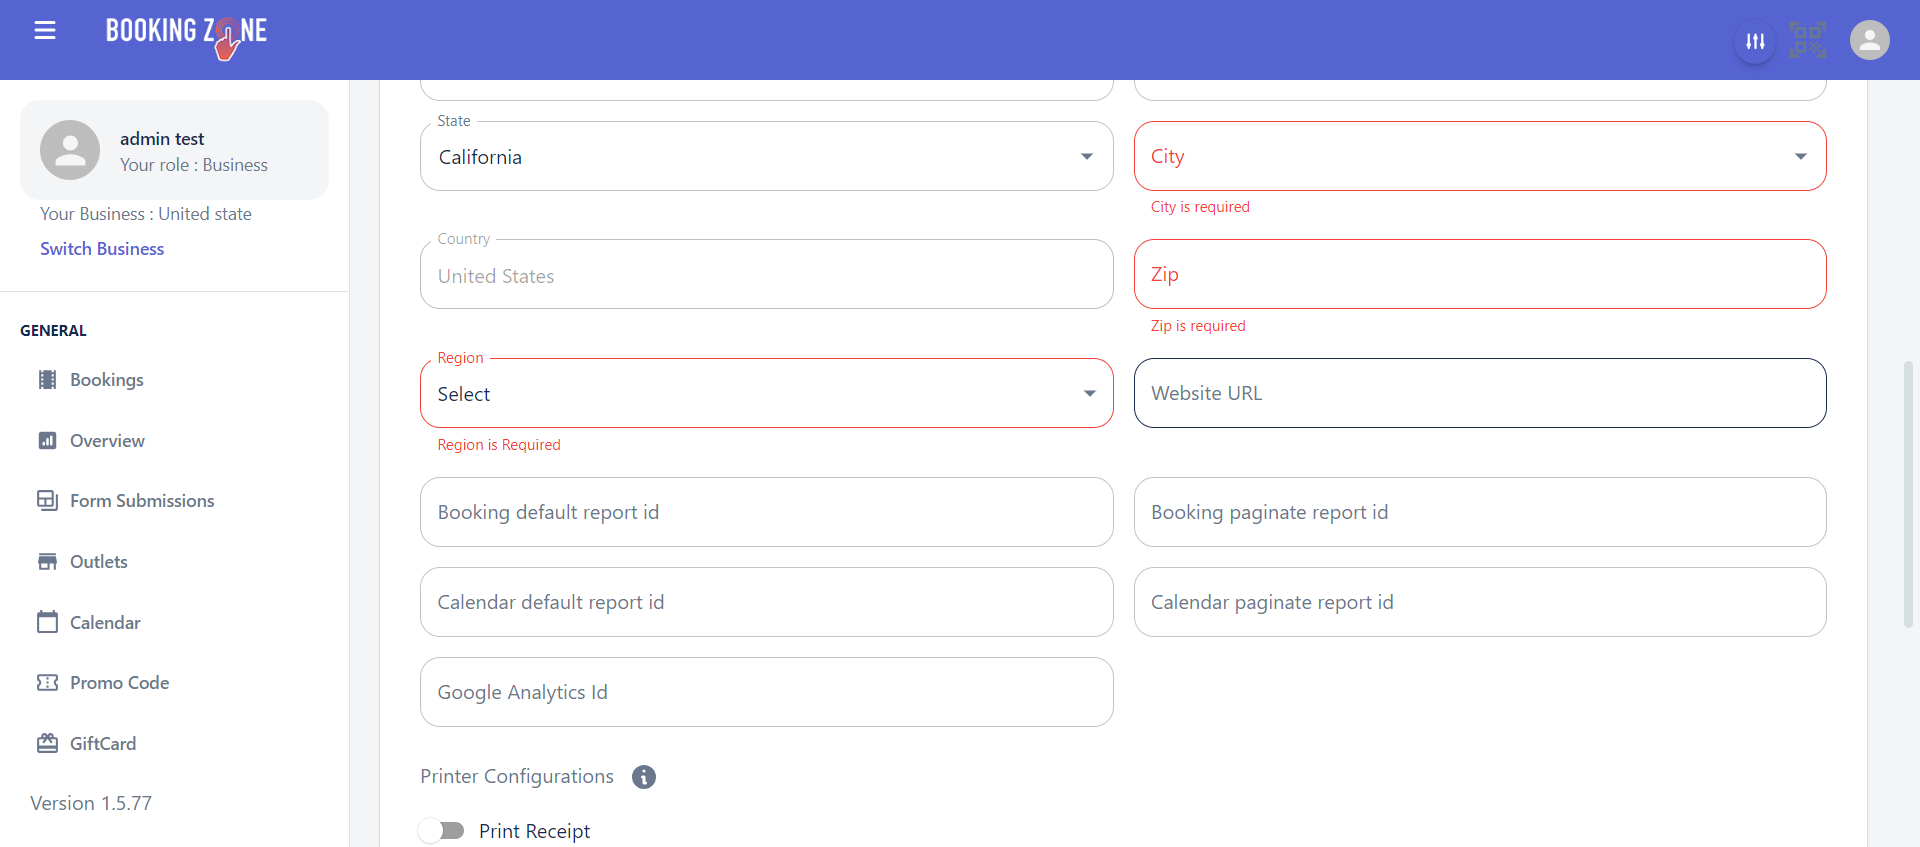 BOOKING ZONE
admin test
Your role : Business
Your Business : United state
Switch Business
GENERAL
Bookings
Overview
Form Submissions
Outlets
Calendar
Promo Code
GiftCard
Version 1.5.77
State
California
City
City is required
Country
United States
Zip
Zip is required
Region
Select
Region is Required
Website URL
Booking default report id
Booking paginate report id
Calendar default report id
Calendar paginate report id
Google Analytics Id
Printer Configurations
Print Receipt